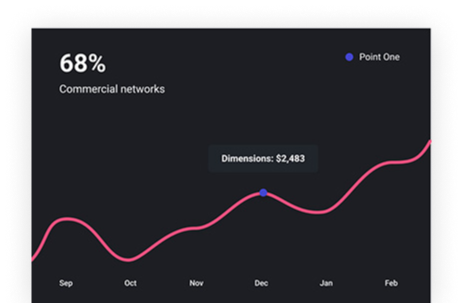 68%
Commercial networks
Point One
Dimensions: $2,483
Sep Oct Nov Dec Jan Feb